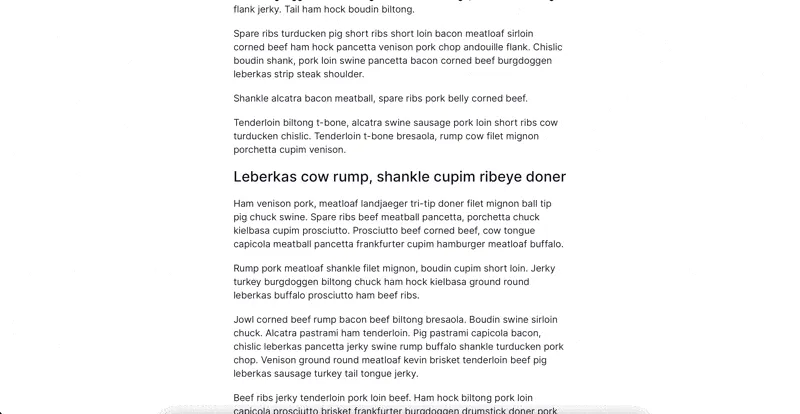 flank jerky. Tail ham hock boudin biltong.
Spare ribs turducken pig short ribs short loin bacon meatloaf sirloin
corned beef ham hock pancetta venison pork chop andouille flank. Chislic
boudin shank, pork loin swine pancetta bacon corned beef burgdoggen
leberkas strip steak shoulder.
Shankle alcatra bacon meatball, spare ribs pork belly corned beef.
Tenderloin biltong t-bone, alcatra swine sausage pork loin short ribs cow
turducken chislic. Tenderloin t-bone bresaola, rump cow filet mignon
porchetta cupim venison.
Leberkas cow rump, shankle cupim ribeye doner
Ham venison pork, meatloaf landjaeger tri-tip doner filet mignon ball tip
pig chuck swine. Spare ribs beef meatball pancetta, porchetta chuck
kielbasa cupim prosciutto. Prosciutto beef corned beef, cow tongue
capicola meatball pancetta frankfurter cupim hamburger meatloaf buffalo.
Rump pork meatloaf shankle filet mignon, boudin cupim short loin. Jerky
turkey burgdoggen biltong chuck ham hock kielbasa ground round
leberkas buffalo prosciutto ham beef ribs.
Jowl corned beef rump bacon beef biltong bresaola. Boudin swine sirloin
chuck. Alcatra pastrami ham tenderloin. Pig pastrami capicola bacon,
chislic leberkas pancetta jerky swine rump buffalo shankle turducken pork
chop. Venison ground round meatloaf kevin brisket tenderloin beef pig
leberkas sausage turkey tail tongue jerky.
Beef ribs jerky tenderloin pork loin beef. Ham hock biltong pork loin
capicola prosciutto brisket frankfurter burgdoggen drumstick doner pork